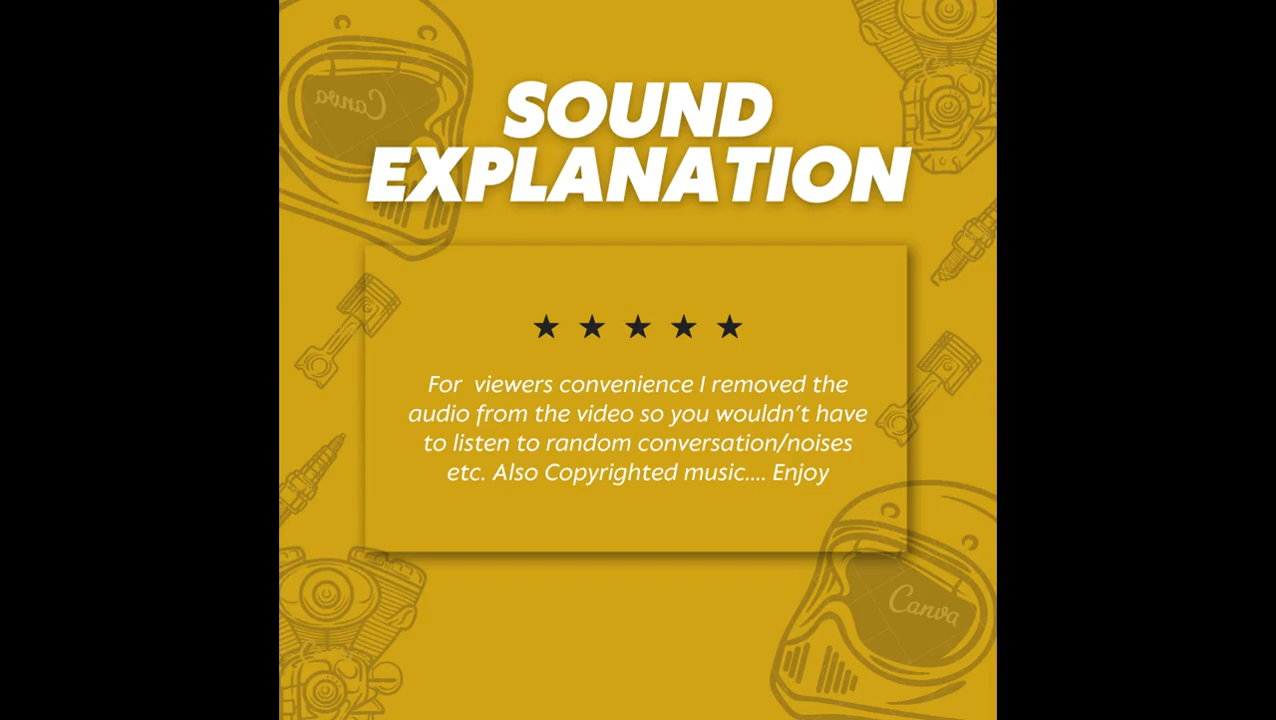 SOUND
EXPLANATION
For viewers convenience I removed the
audio from the video so you wouldn't have
to listen to random conversation/noises
etc. Also Copyrighted music.... Enjoy
Canva
Canva